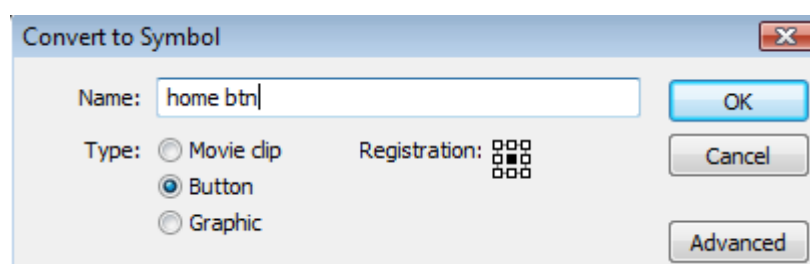 Convert to Symbol
Name: home btn OK
Type: Movie clip Registration: Cancel
Button
Graphic
Advanced